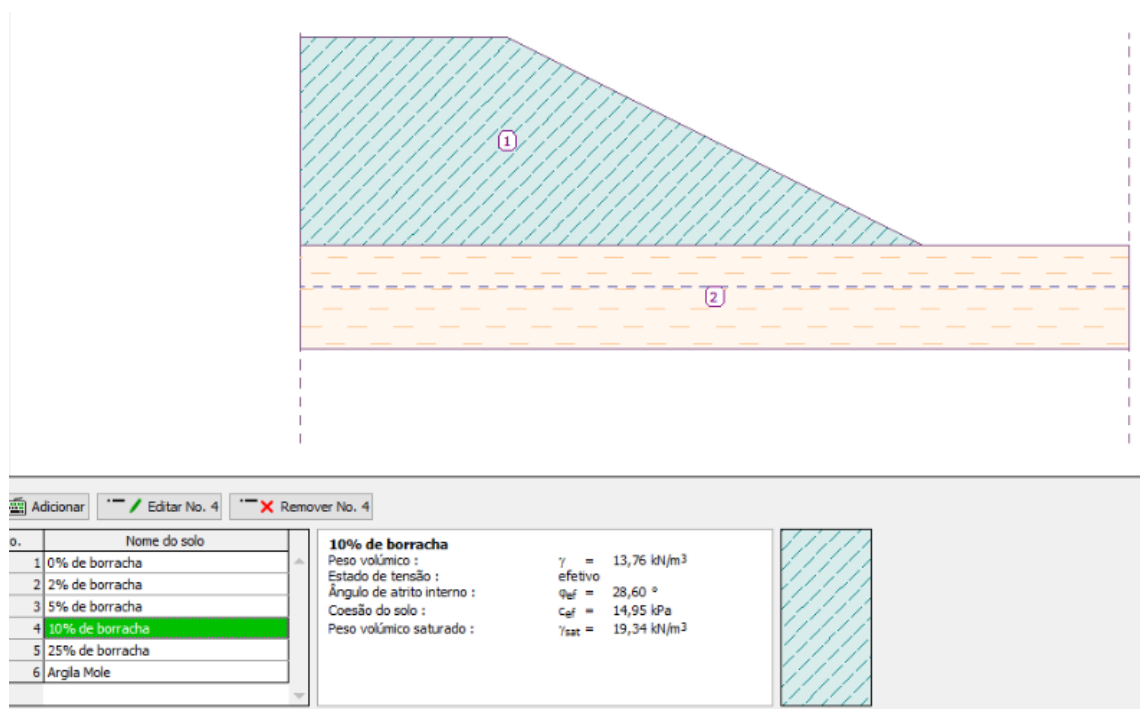 1
2
Adicionar Editar No. 4 Remover No. 4
o. Nome do solo
1 0% de borracha
2 2% de borracha
3 5% de borracha
4 10% de borracha
5 25% de borracha
6 Argila Mole
10% de borracha
Peso volúmico : γ = 13,76 kN/m³
Estado de tensão : efetivo
Ângulo de atrito interno : φef = 28,60 °
Coesão do solo : cef = 14,95 kPa
Peso volúmico saturado : γsat = 19,34 kN/m³